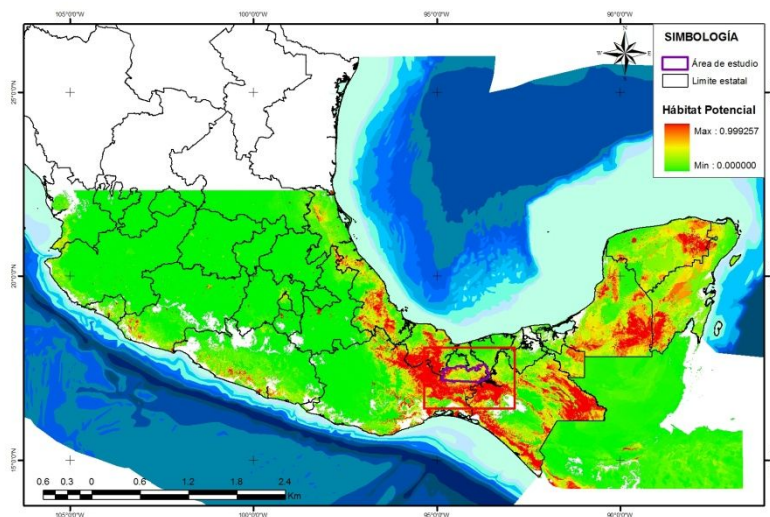 105°0'0"W
100°0'0"W
95°0'0"W
90°0'0"W
N
W
E
S
SIMBOLOGÍA
Área de estudio
Limite estatal
Hábitat Potencial
Max : 0.999257
Min : 0.000000
25°0'0"N
20°0'0"N
15°0'0"N
0.6 0.3 0 0.6 1.2 1.8 2.4
Km
105°0'0"W
100°0'0"W
95°0'0"W
90°0'0"W